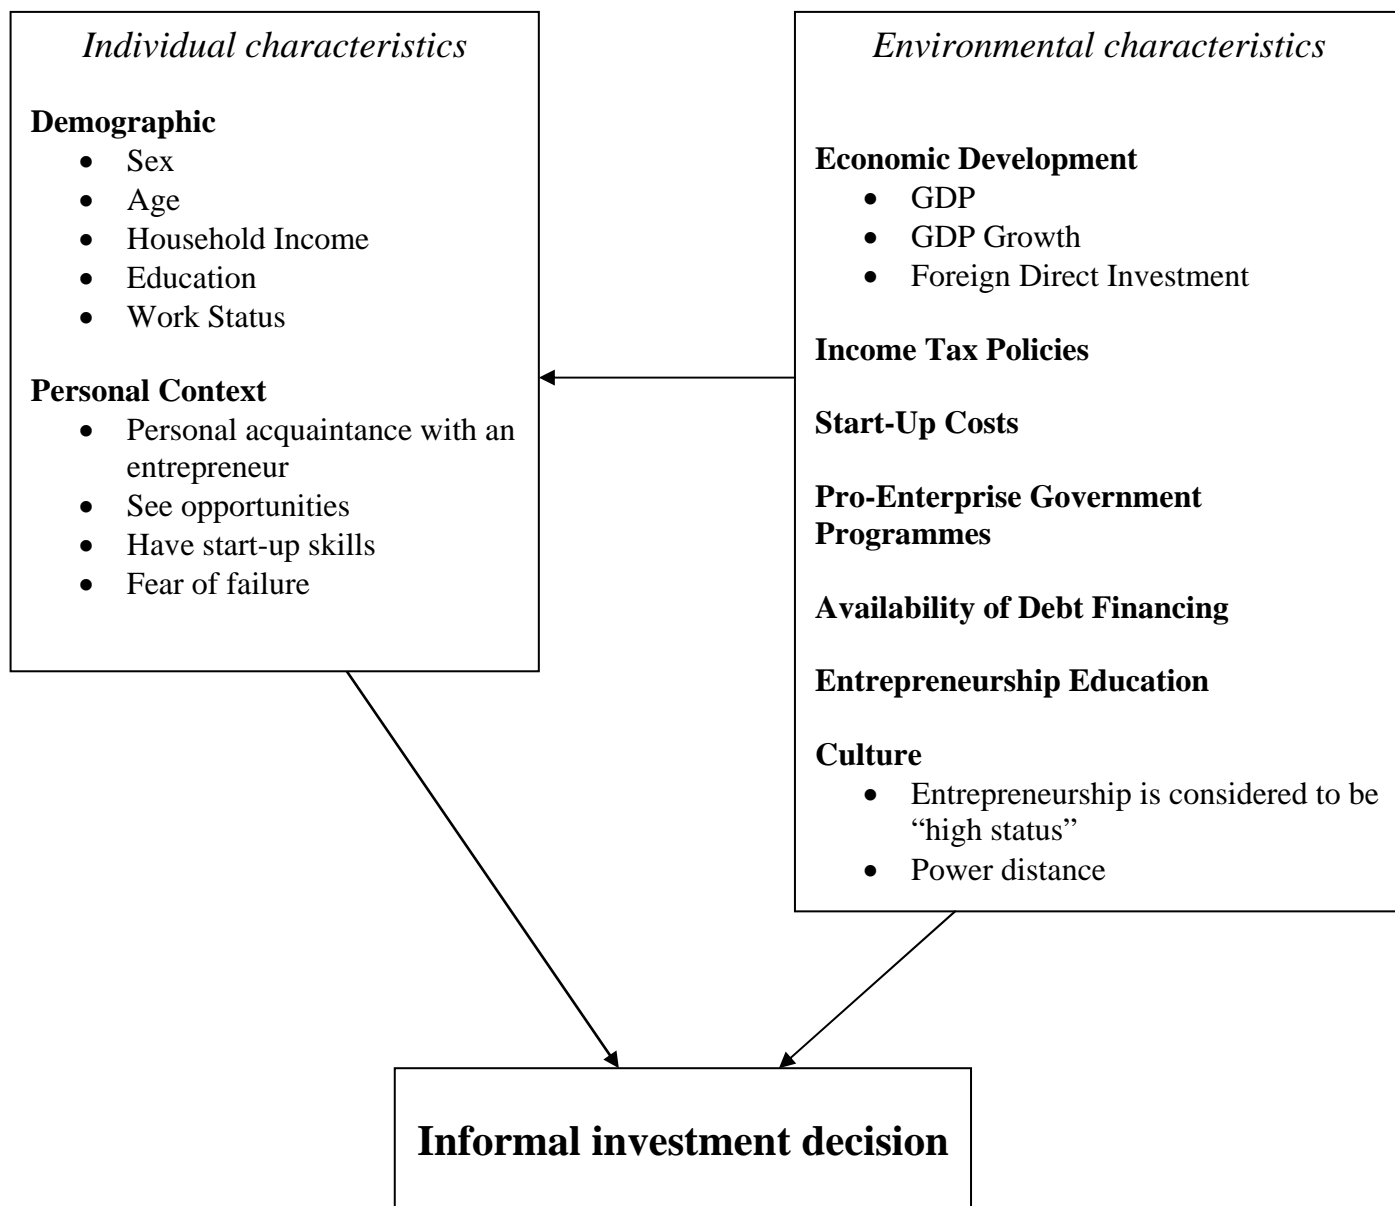 Individual characteristics
Demographic
• Sex
• Age
• Household Income
• Education
• Work Status
Personal Context
• Personal acquaintance with an
entrepreneur
• See opportunities
• Have start-up skills
• Fear of failure
Environmental characteristics
Economic Development
• GDP
• GDP Growth
• Foreign Direct Investment
Income Tax Policies
Start-Up Costs
Pro-Enterprise Government
Programmes
Availability of Debt Financing
Entrepreneurship Education
Culture
• Entrepreneurship is considered to be
“high status”
• Power distance
Informal investment decision